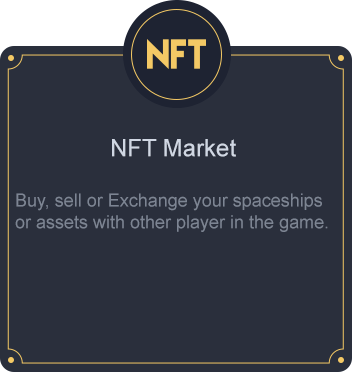 NFT
NFT Market
Buy, sell or Exchange your spaceships
or assets with other player in the game.